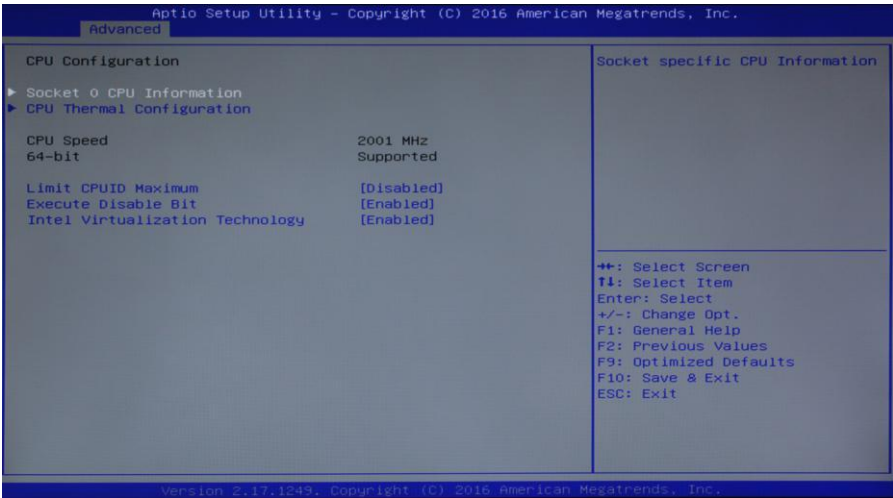 Aptio Setup Utility – Copyright (C) 2016 American Megatrends, Inc.
Advanced
CPU Configuration
Socket 0 CPU Information
CPU Thermal Configuration
CPU Speed 2001 MHz
64-bit Supported
Limit CPUID Maximum [Disabled]
Execute Disable Bit [Enabled]
Intel Virtualization Technology [Enabled]
Socket specific CPU Information
→←: Select Screen
↑↓: Select Item
Enter: Select
+/-: Change Opt.
F1: General Help
F2: Previous Values
F9: Optimized Defaults
F10: Save & Exit
ESC: Exit
Version 2.17.1249. Copyright (C) 2016 American Megatrends, Inc.